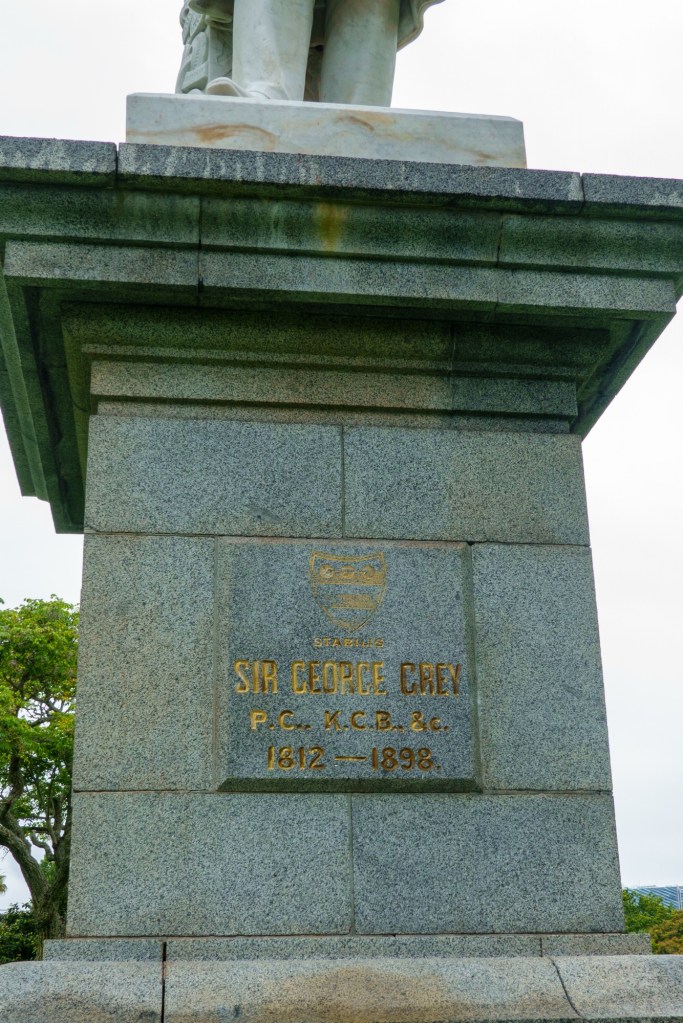 STABILIS
SIR GEORGE GREY
P.C., K.C.B., &c.
1812 — 1898.